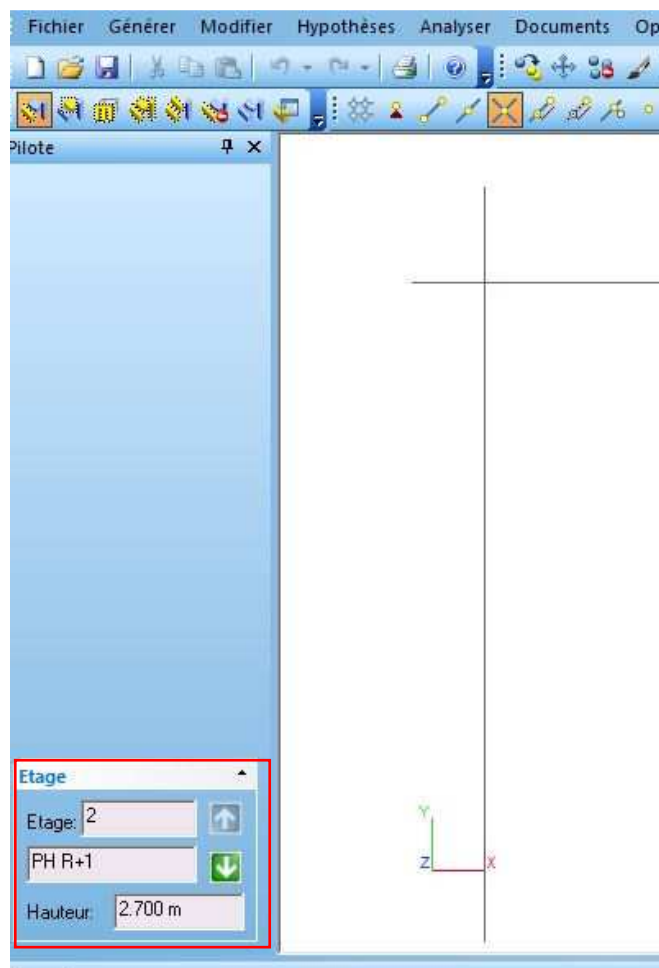 Fichier Générer Modifier Hypothèses Analyser Documents Op
Pilote
Etage
Etage: 2
PH R+1
Hauteur: 2.700 m
Y
Z X